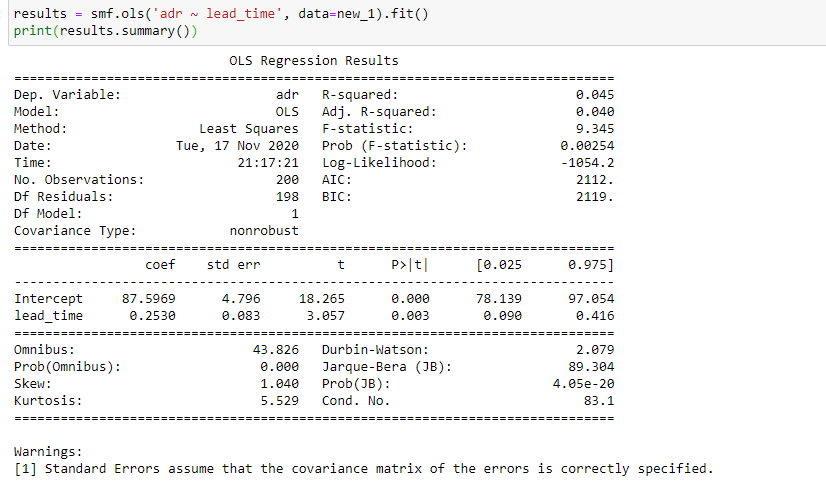 results = smf.ols('adr ~ lead_time', data=new_1).fit()
print(results.summary())
OLS Regression Results
==============================================================================
Dep. Variable: adr R-squared: 0.045
Model: OLS Adj. R-squared: 0.040
Method: Least Squares F-statistic: 9.345
Date: Tue, 17 Nov 2020 Prob (F-statistic): 0.00254
Time: 21:17:21 Log-Likelihood: -1054.2
No. Observations: 200 AIC: 2112.
Df Residuals: 198 BIC: 2119.
Df Model: 1
Covariance Type: nonrobust
==============================================================================
coef std err t P>|t| [0.025 0.975]
------------------------------------------------------------------------------
Intercept 87.5969 4.796 18.265 0.000 78.139 97.054
lead_time 0.2530 0.083 3.057 0.003 0.090 0.416
==============================================================================
Omnibus: 43.826 Durbin-Watson: 2.079
Prob(Omnibus): 0.000 Jarque-Bera (JB): 89.304
Skew: 1.040 Prob(JB): 4.05e-20
Kurtosis: 5.529 Cond. No. 83.1
==============================================================================
Warnings:
[1] Standard Errors assume that the covariance matrix of the errors is correctly specified.